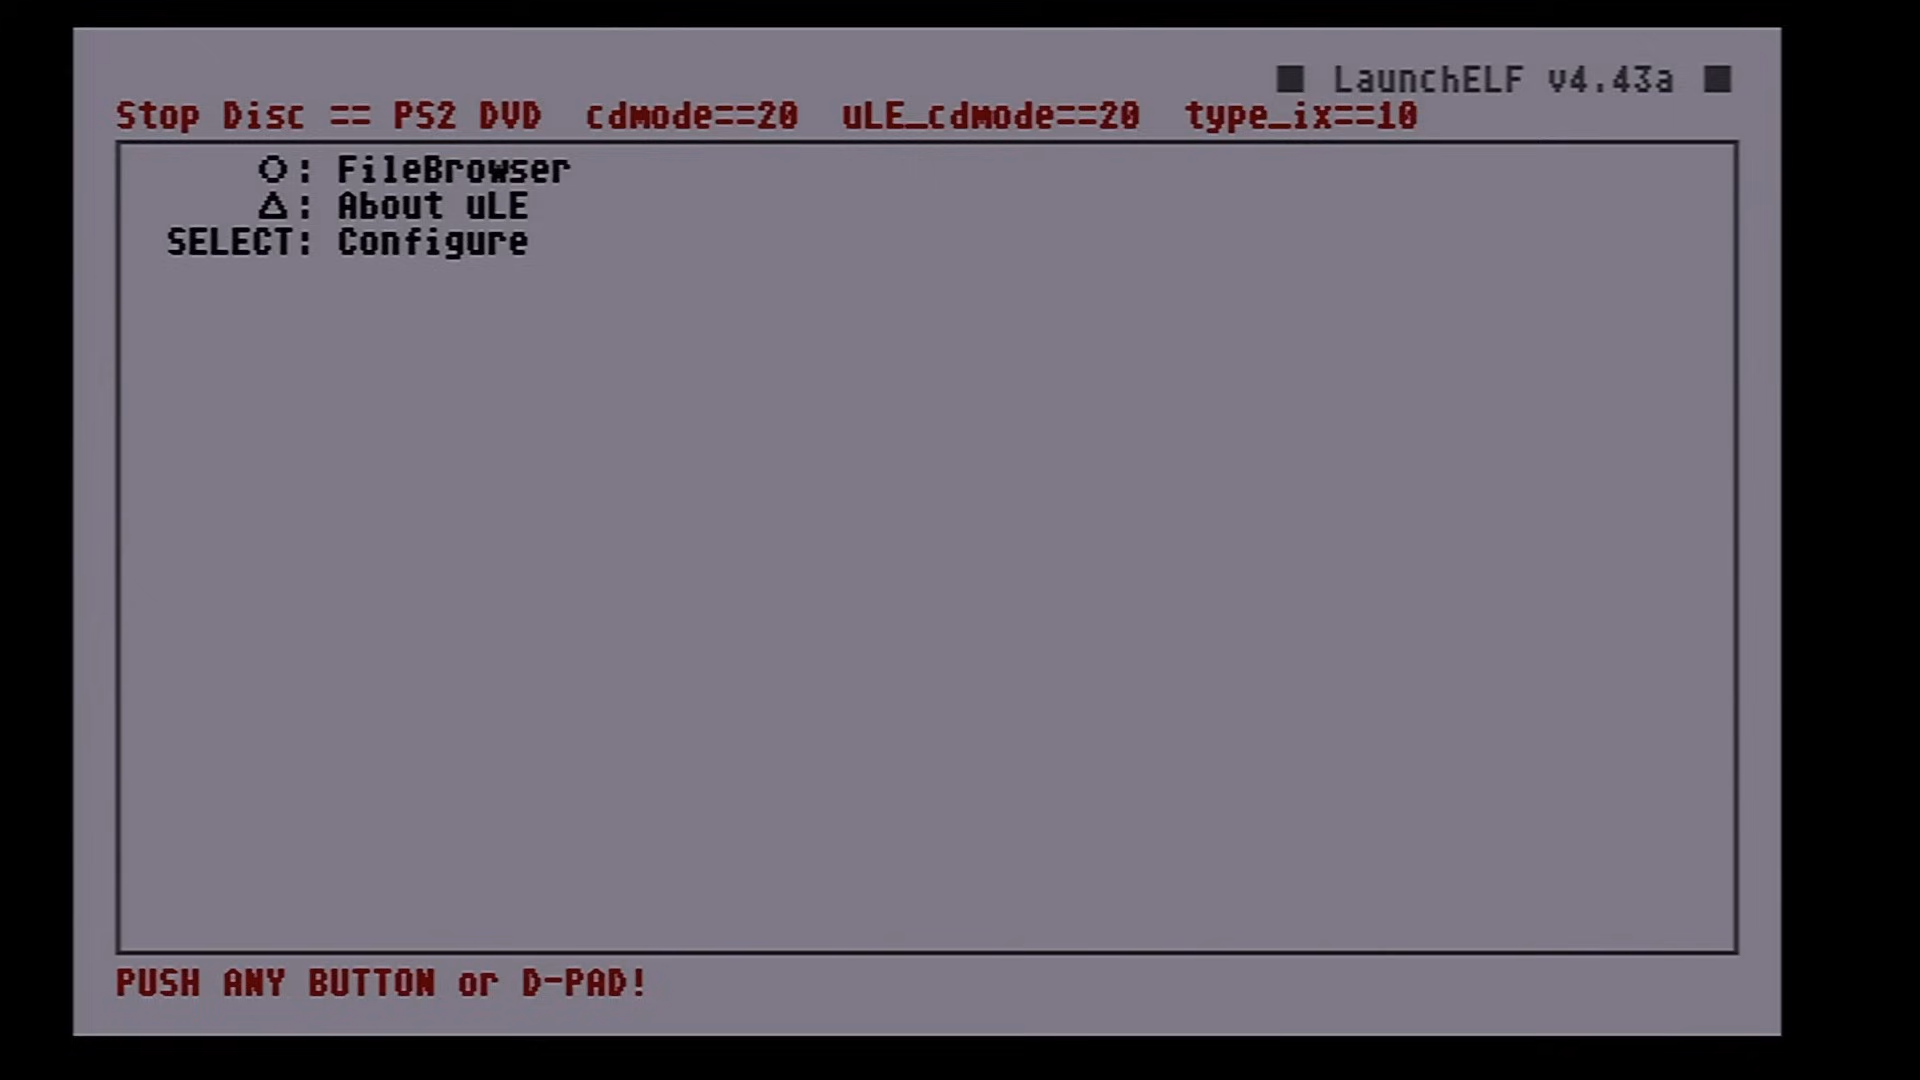 ■ LaunchELF v4.43a ■
Stop Disc == PS2 DVD cdmode==20 uLE_cdmode==20 type_ix==10
○: FileBrowser
△: About uLE
SELECT: Configure
PUSH ANY BUTTON or D-PAD!